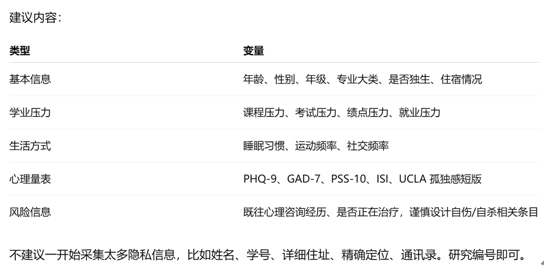 建议内容：
类型 变量
基本信息 年龄、性别、年级、专业大类、是否独生、住宿情况
学业压力 课程压力、考试压力、绩点压力、就业压力
生活方式 睡眠习惯、运动频率、社交频率
心理量表 PHQ-9、GAD-7、PSS-10、ISI、UCLA 孤独感短版
风险信息 既往心理咨询经历、是否正在治疗，谨慎设计自伤/自杀相关条目
不建议一开始采集太多隐私信息，比如姓名、学号、详细住址、精确定位、通讯录。研究编号即可。